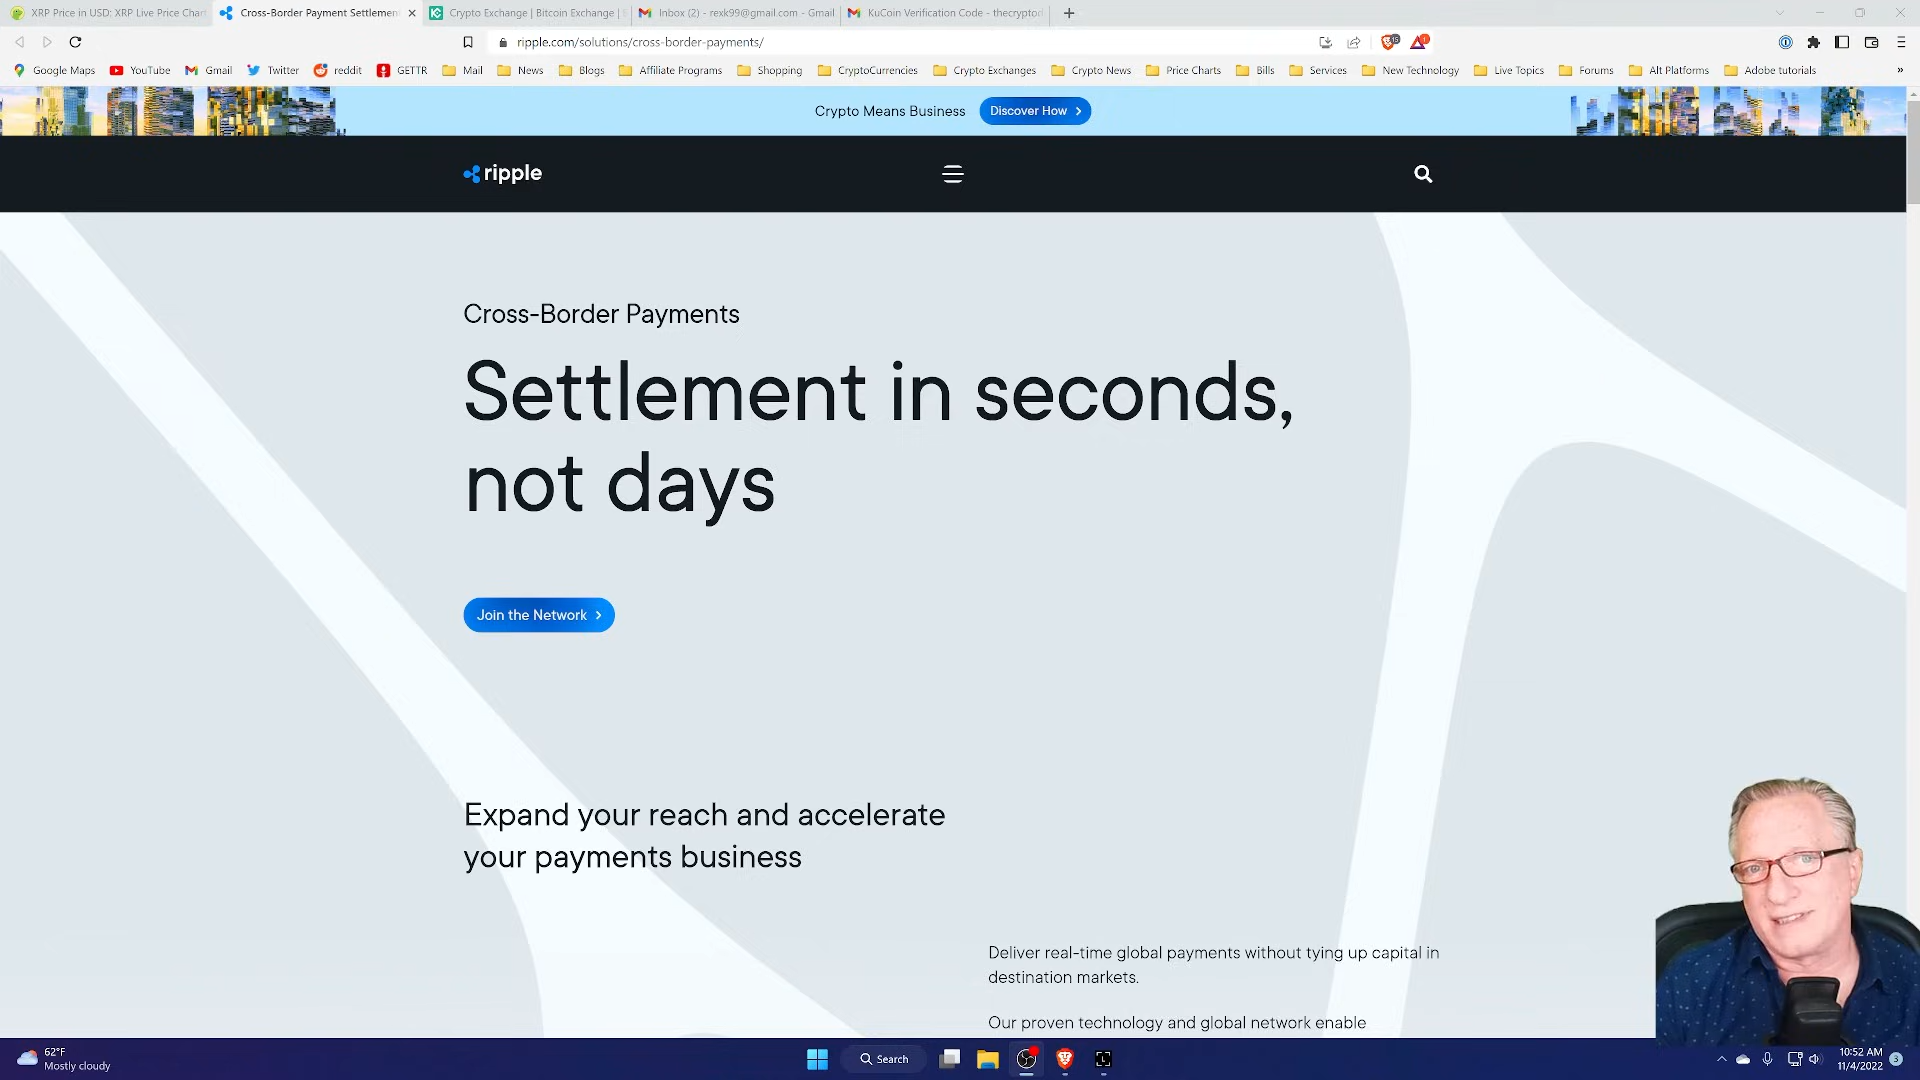 XRP Price in USD: XRP Live Price Char
Cross-Border Payment Settlemen
Crypto Exchange | Bitcoin Exchange |
Inbox (2) - rexk99@gmail.com - Gmail
KuCoin Verification Code - thecryptod
ripple.com/solutions/cross-border-payments/
Google Maps
YouTube
Gmail
Twitter
reddit
GETTR
Mail
News
Blogs
Affiliate Programs
Shopping
CryptoCurrencies
Crypto Exchanges
Crypto News
Price Charts
Bills
Services
New Technology
Live Topics
Forums
Alt Platforms
Adobe tutorials
Crypto Means Business
Discover How
ripple
Cross-Border Payments
Settlement in seconds,
not days
Join the Network
Expand your reach and accelerate
your payments business
Deliver real-time global payments without tying up capital in
destination markets.
Our proven technology and global network enable
62°F
Mostly cloudy
Search
10:52 AM
11/4/2022
3